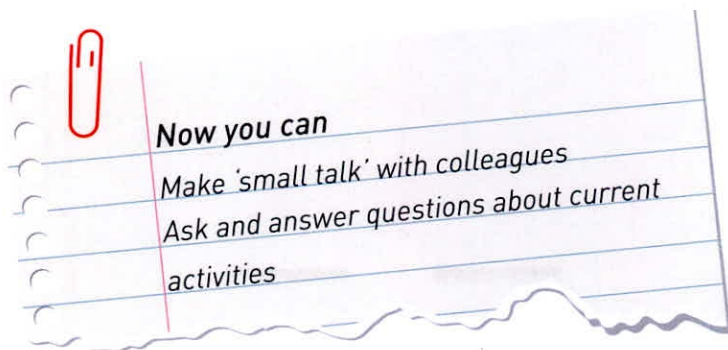 Now you can
Make 'small talk' with colleagues
Ask and answer questions about current
activities